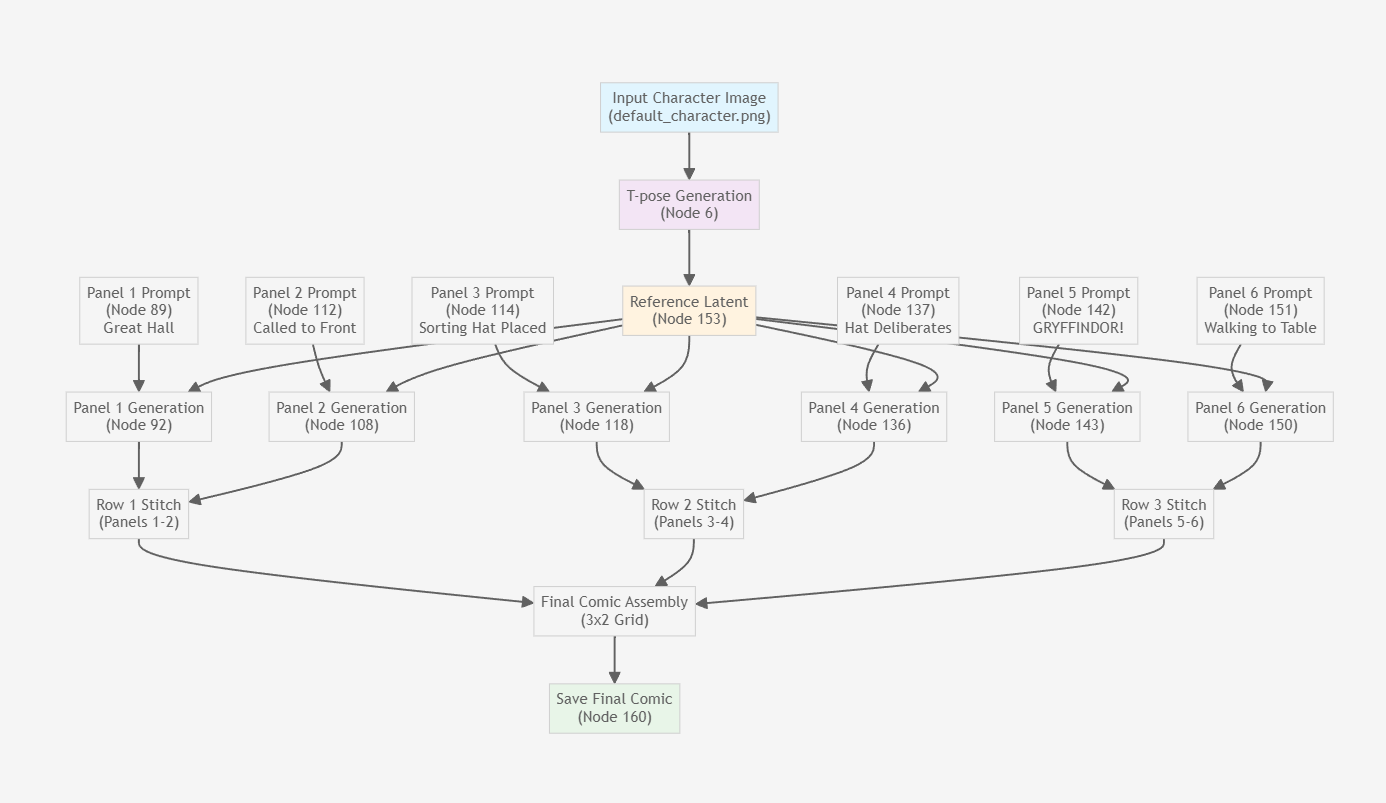 Input Character Image
(default_character.png)
T-pose Generation
(Node 6)
Panel 1 Prompt
(Node 89)
Great Hall
Panel 2 Prompt
(Node 112)
Called to Front
Panel 3 Prompt
(Node 114)
Sorting Hat Placed
Reference Latent
(Node 153)
Panel 4 Prompt
(Node 137)
Hat Deliberates
Panel 5 Prompt
(Node 142)
GRYFFINDOR!
Panel 6 Prompt
(Node 151)
Walking to Table
Panel 1 Generation
(Node 92)
Panel 2 Generation
(Node 108)
Panel 3 Generation
(Node 118)
Panel 4 Generation
(Node 136)
Panel 5 Generation
(Node 143)
Panel 6 Generation
(Node 150)
Row 1 Stitch
(Panels 1-2)
Row 2 Stitch
(Panels 3-4)
Row 3 Stitch
(Panels 5-6)
Final Comic Assembly
(3x2 Grid)
Save Final Comic
(Node 160)